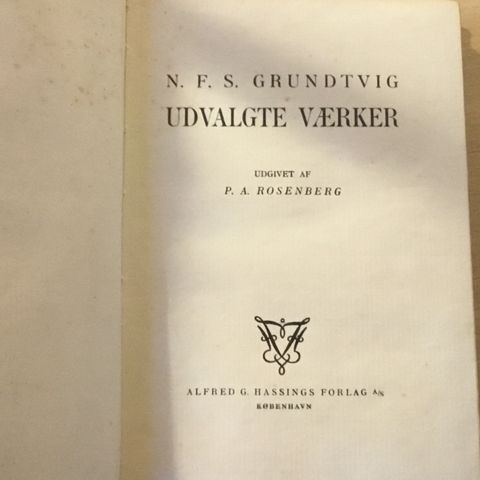 N. F. S. GRUNDTVIG
UDVALGTE VÆRKER
UDGIVET AF
P. A. ROSENBERG
ALFRED G. HASSINGS FORLAG A/S
KØBENHAVN